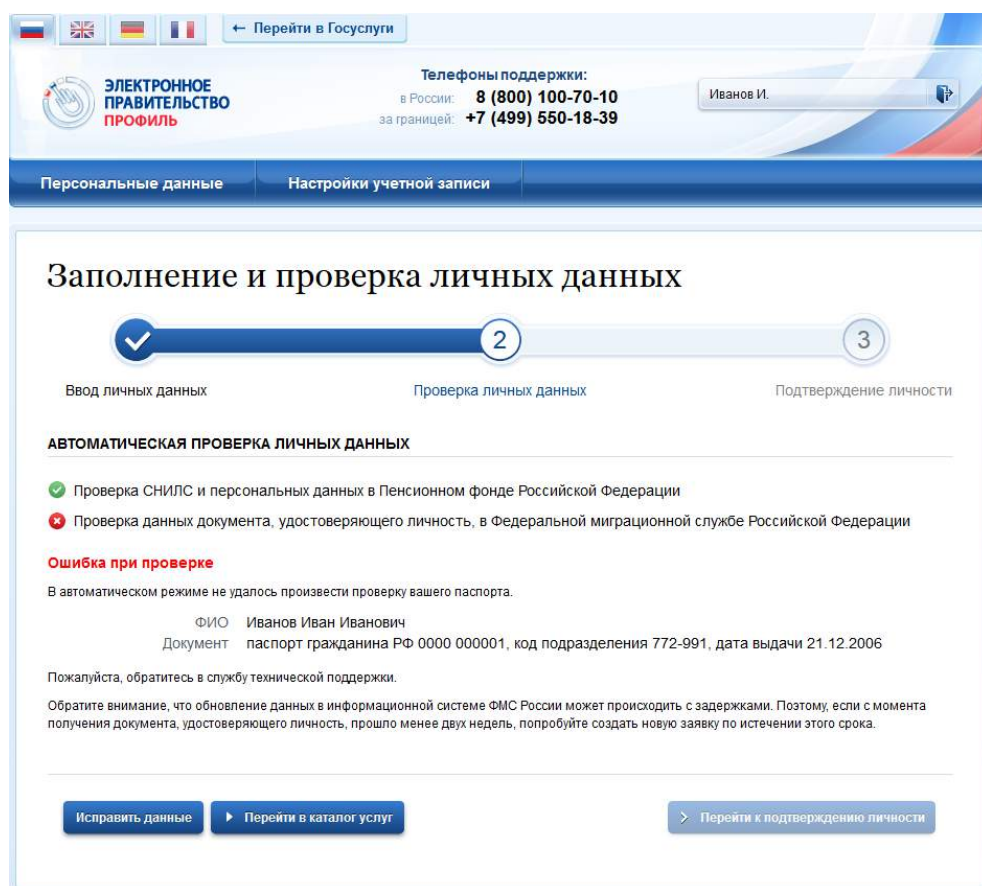 ← Перейти в Госуслуги
ЭЛЕКТРОННОЕ
ПРАВИТЕЛЬСТВО
ПРОФИЛЬ
Телефоны поддержки:
в России: 8 (800) 100-70-10
за границей: +7 (499) 550-18-39
Иванов И.
Персональные данные Настройки учетной записи
Заполнение и проверка личных данных
2 3
Ввод личных данных Проверка личных данных Подтверждение личности
АВТОМАТИЧЕСКАЯ ПРОВЕРКА ЛИЧНЫХ ДАННЫХ
Проверка СНИЛС и персональных данных в Пенсионном фонде Российской Федерации
Проверка данных документа, удостоверяющего личность, в Федеральной миграционной службе Российской Федерации
Ошибка при проверке
В автоматическом режиме не удалось произвести проверку вашего паспорта.
ФИО Иванов Иван Иванович
Документ паспорт гражданина РФ 0000 000001, код подразделения 772-991, дата выдачи 21.12.2006
Пожалуйста, обратитесь в службу технической поддержки.
Обратите внимание, что обновление данных в информационной системе ФМС России может происходить с задержками. Поэтому, если с момента
получения документа, удостоверяющего личность, прошло менее двух недель, попробуйте создать новую заявку по истечении этого срока.
Исправить данные Перейти в каталог услуг Перейти к подтверждению личности